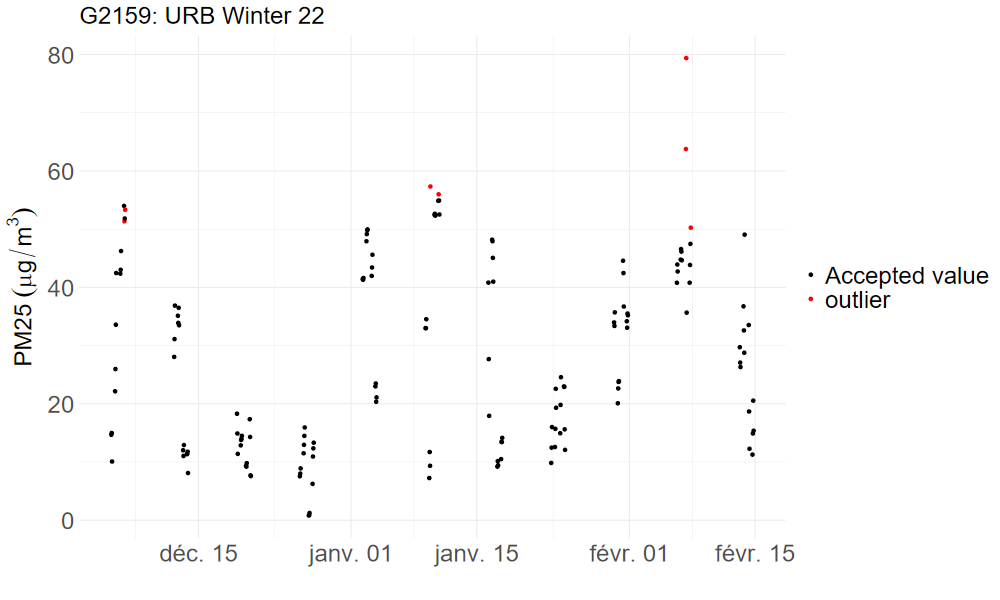 G2159: URB Winter 22
PM25 (μg/m³)
80
60
40
20
0
déc. 15
janv. 01
janv. 15
févr. 01
févr. 15
Accepted value
outlier